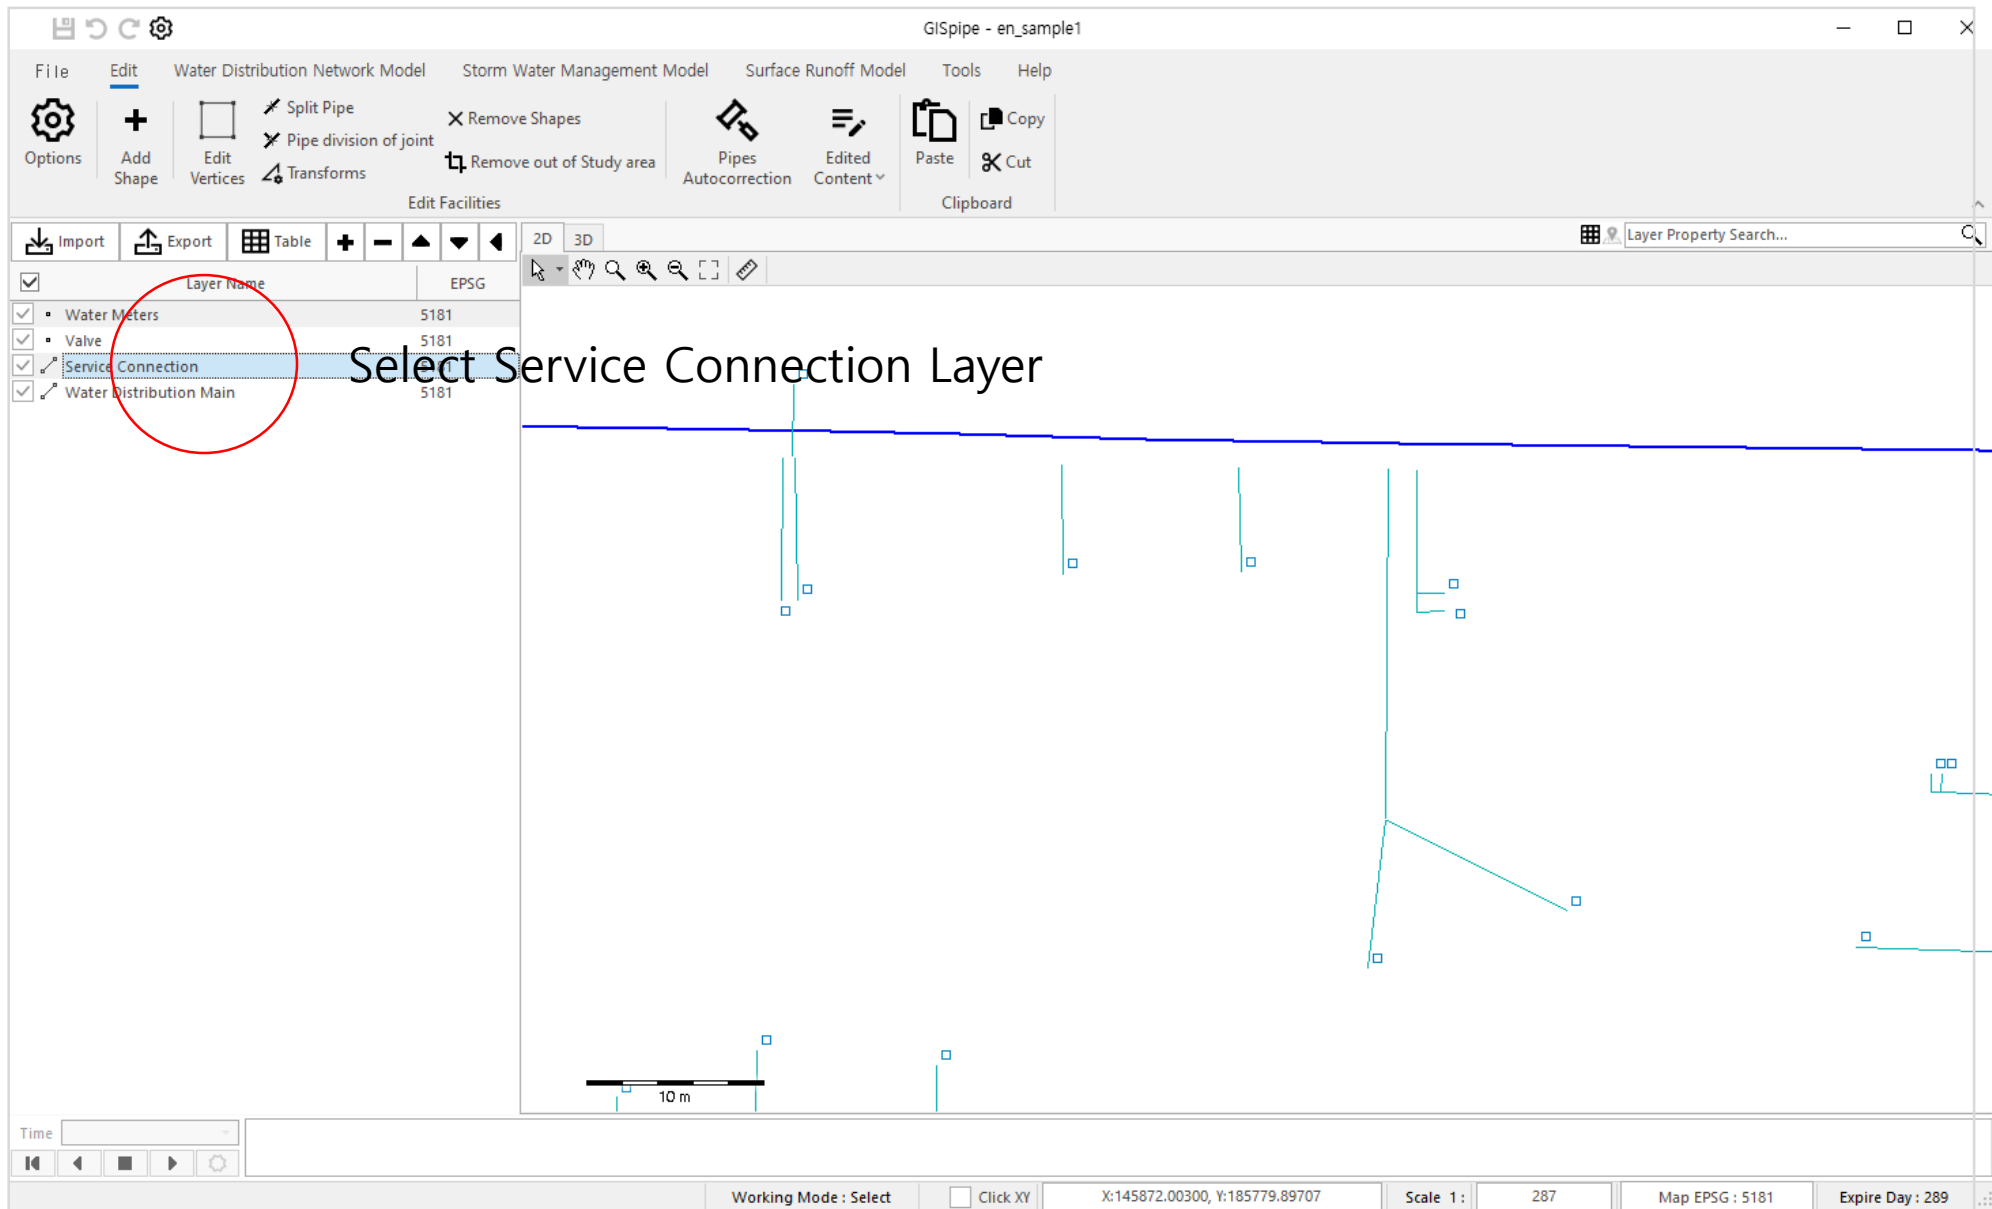 GISpipe - en_sample1
File Edit Water Distribution Network Model Storm Water Management Model Surface Runoff Model Tools Help
Options
Add Shape
Edit Vertices
Split Pipe
Pipe division of joint
Transforms
Remove Shapes
Remove out of Study area
Pipes Autocorrection
Edited Content
Paste
Copy
Cut
Edit Facilities
Clipboard
Import Export Table
2D 3D
Layer Property Search...
Layer Name EPSG
Water Meters 5181
Valve 5181
Service Connection 5181
Water Distribution Main 5181
Select Service Connection Layer
10 m
Time
Working Mode : Select Click XY X:145872.00300, Y:185779.89707 Scale 1 : 287 Map EPSG : 5181 Expire Day : 289